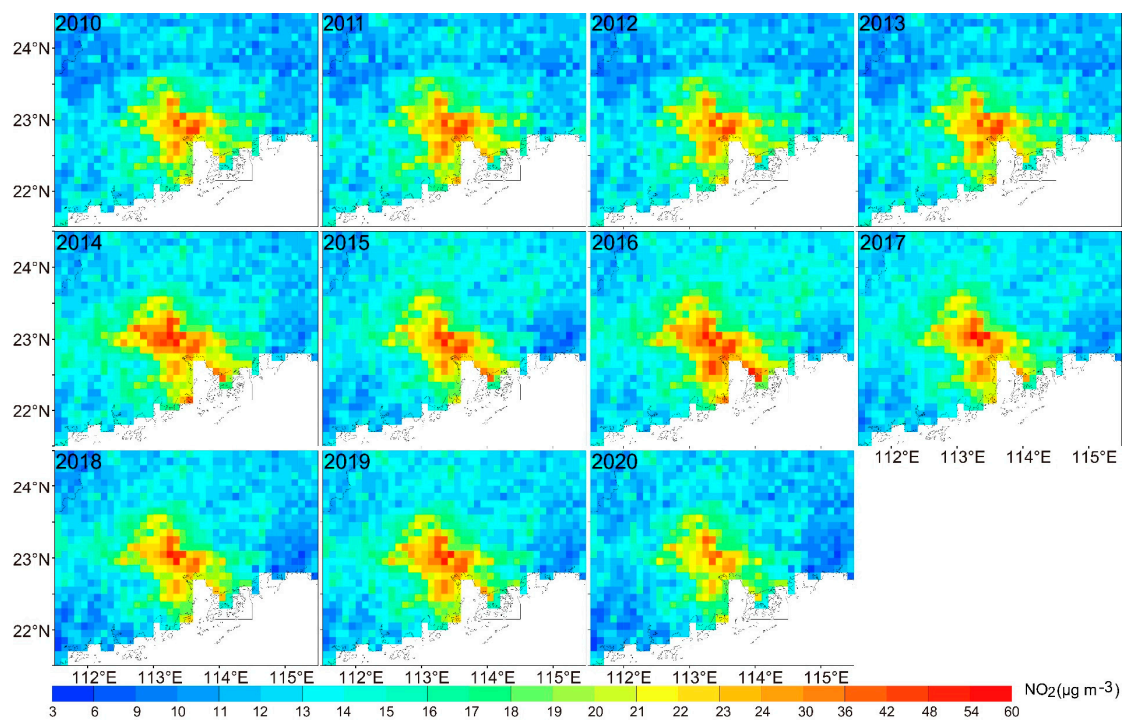 2010 2011 2012 2013
24°N
23°N
22°N
2014 2015 2016 2017
24°N
23°N
22°N
112°E 113°E 114°E 115°E
2018 2019 2020
24°N
23°N
22°N
112°E 113°E 114°E 115°E 112°E 113°E 114°E 115°E 112°E 113°E 114°E 115°E
NO₂(µg m⁻³)
3 6 9 10 11 12 13 14 15 16 17 18 19 20 21 22 23 24 30 36 42 48 54 60